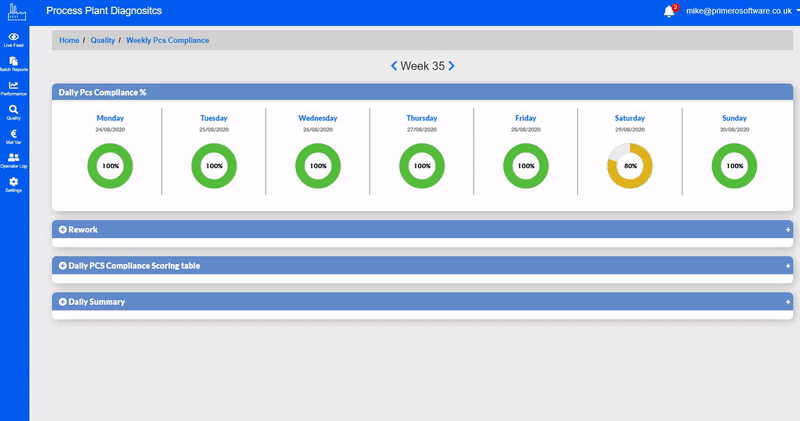 Process Plant Diagnositcs
5
mike@primerosoftware.co.uk
Live Feed
Batch Reports
Performance
Quality
Mat Var
Operator Log
Settings
Home / Quality / Weekly Pcs Compliance
Week 35
Daily Pcs Compliance %
Monday Tuesday Wednesday Thursday Friday Saturday Sunday
24/08/2020 25/08/2020 26/08/2020 27/08/2020 28/08/2020 29/08/2020 30/08/2020
100% 100% 100% 100% 100% 80% 100%
Rework +
Daily PCS Compliance Scoring table +
Daily Summary +